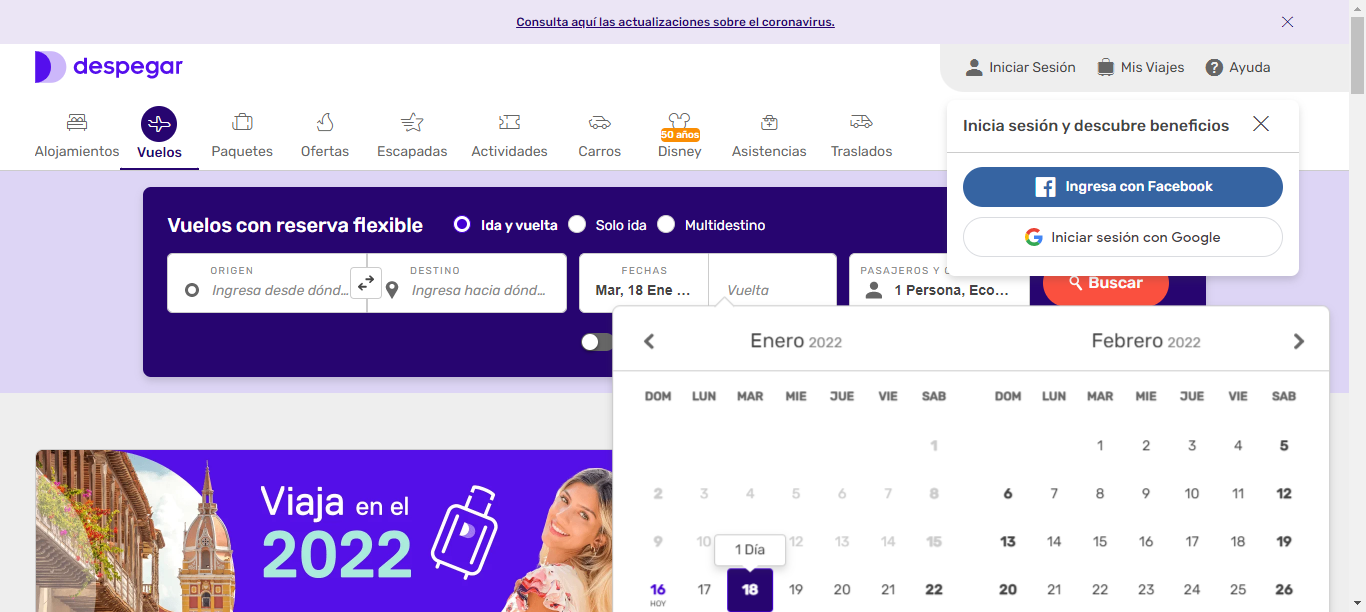 Consulta aquí las actualizaciones sobre el coronavirus.
despegar
Iniciar Sesión
Mis Viajes
Ayuda
Alojamientos
Vuelos
Paquetes
Ofertas
Escapadas
Actividades
Carros
50 años
Disney
Asistencias
Traslados
Inicia sesión y descubre beneficios
Ingresa con Facebook
Iniciar sesión con Google
Vuelos con reserva flexible
Ida y vuelta
Solo ida
Multidestino
ORIGEN
Ingresa desde dónd...
DESTINO
Ingresa hacia dónd...
FECHAS
Mar, 18 Ene ...
Vuelta
PASAJEROS Y
1 Persona, Eco...
Buscar
Enero 2022
DOM LUN MAR MIE JUE VIE SAB
1
2 3 4 5 6 7 8
9 10 12 13 14 15
1 Día
16 17 18 19 20 21 22
HOY
Febrero 2022
DOM LUN MAR MIE JUE VIE SAB
1 2 3 4 5
6 7 8 9 10 11 12
13 14 15 16 17 18 19
20 21 22 23 24 25 26
Viaja en el
2022